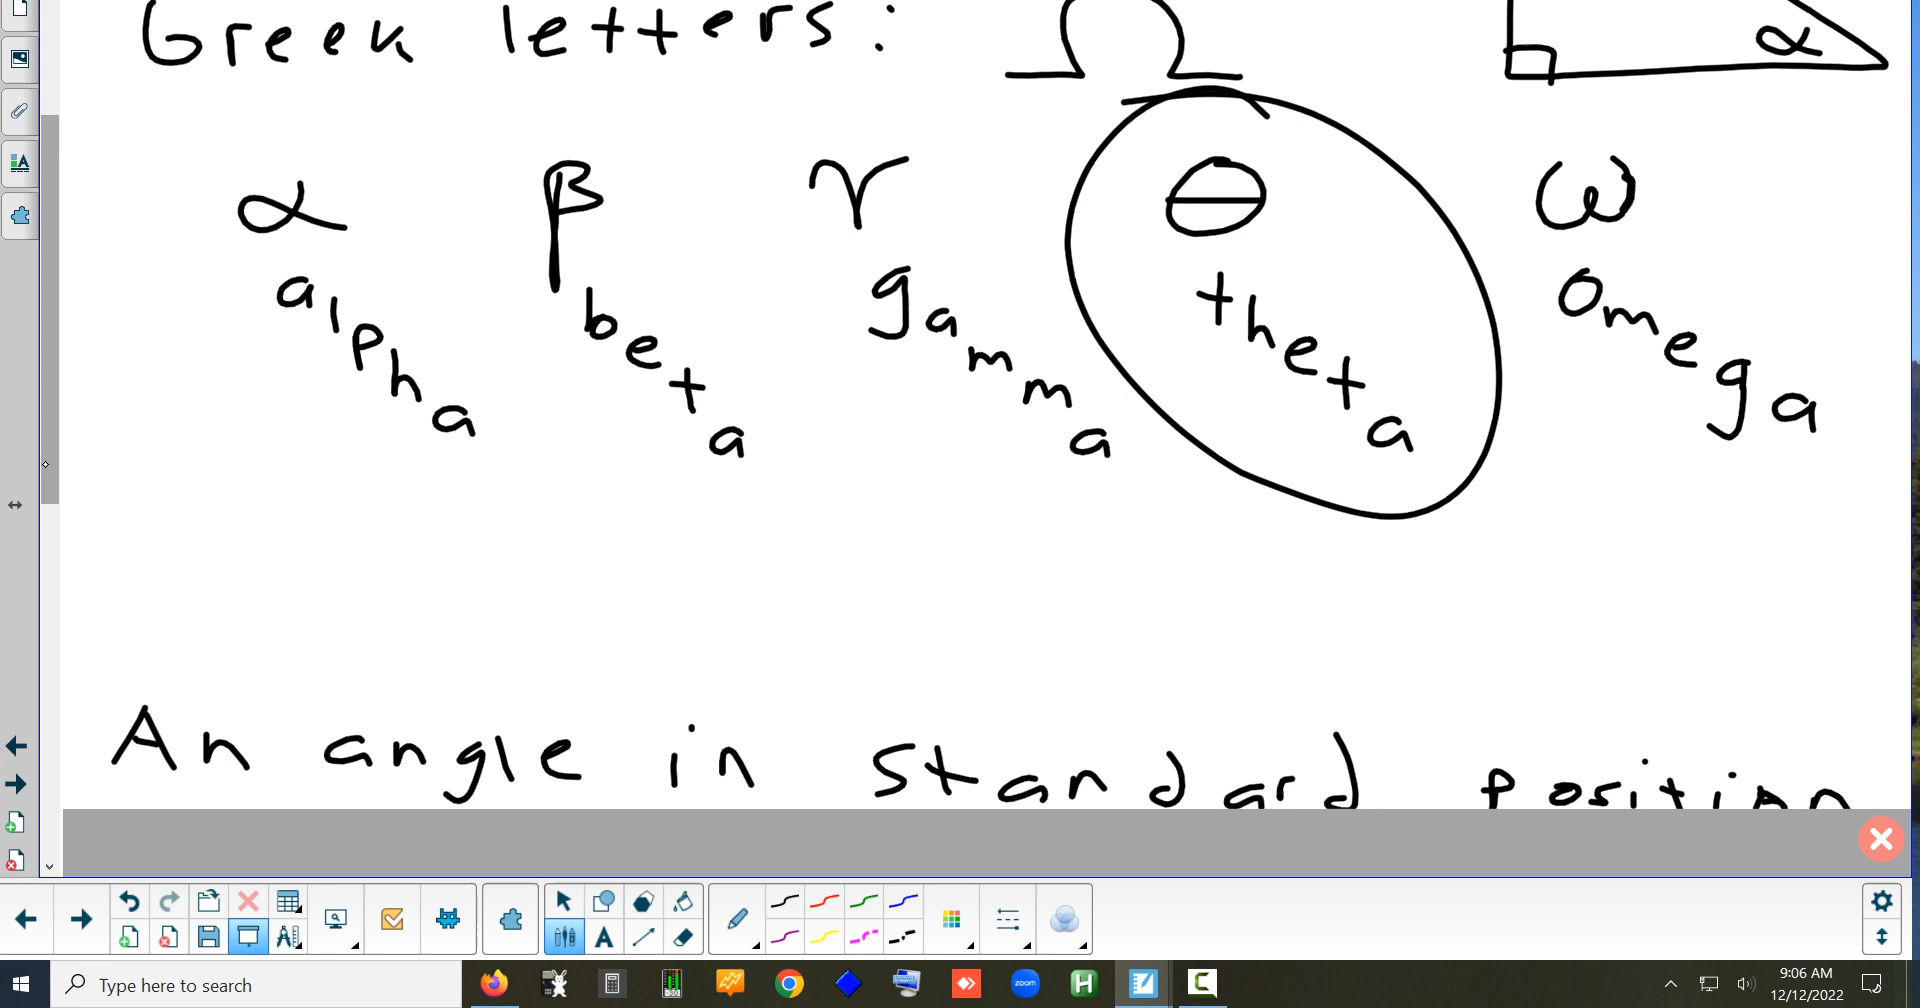 Greek letters: Ω
α
α β γ θ ω
alpha beta gamma theta omega
An angle in standard position
Type here to search
zoom
9:06 AM
12/12/2022